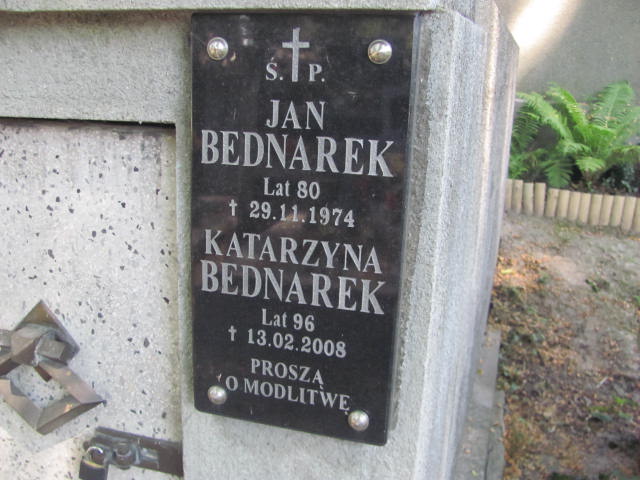 Ś. P.
JAN
BEDNAREK
Lat 80
† 29.11.1974
KATARZYNA
BEDNAREK
Lat 96
† 13.02.2008
PROSZĄ
O MODLITWĘ